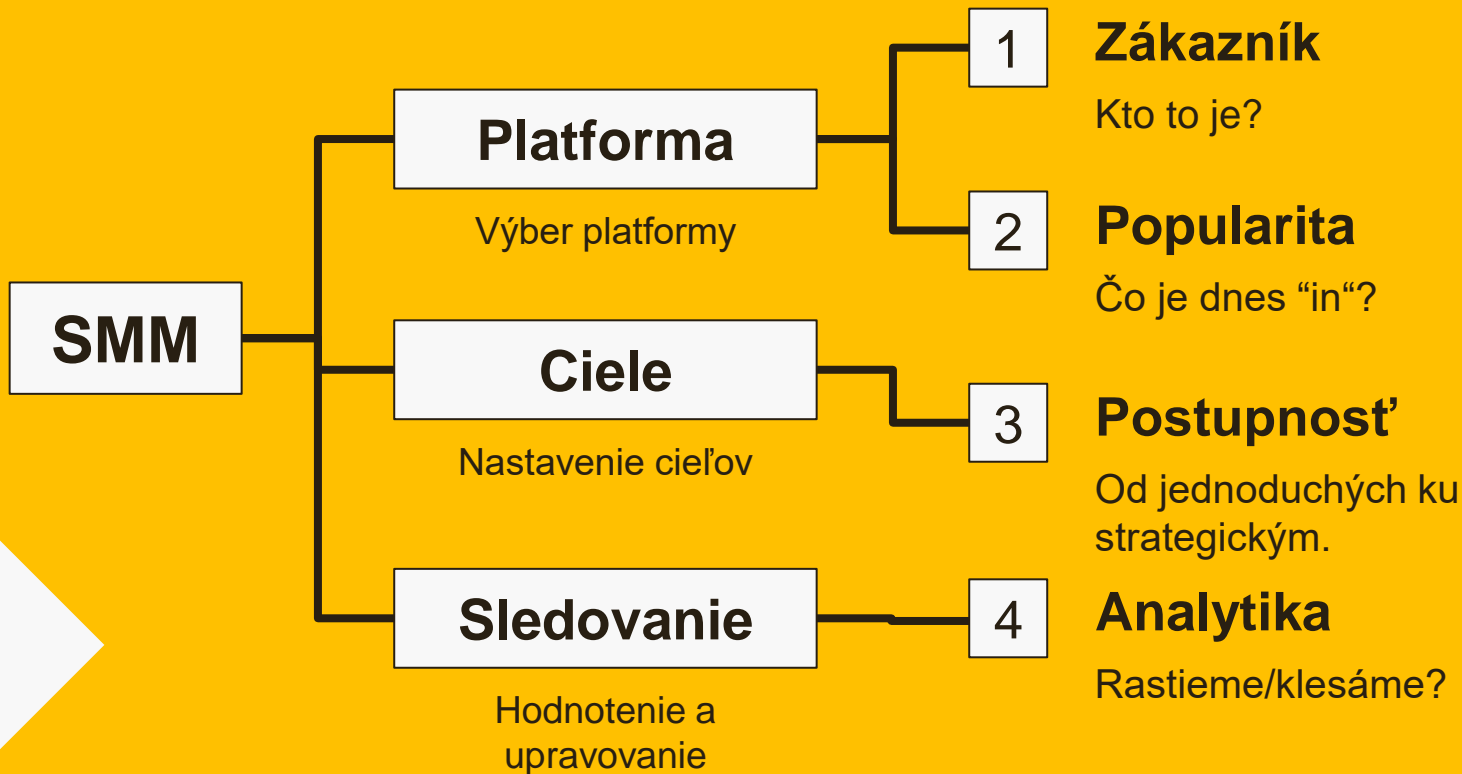 SMM
Platforma
Výber platformy
1
Zákazník
Kto to je?
2
Popularita
Čo je dnes “in“?
Ciele
Nastavenie cieľov
3
Postupnosť
Od jednoduchých ku
strategickým.
Sledovanie
Hodnotenie a
upravovanie
4
Analytika
Rastieme/klesáme?